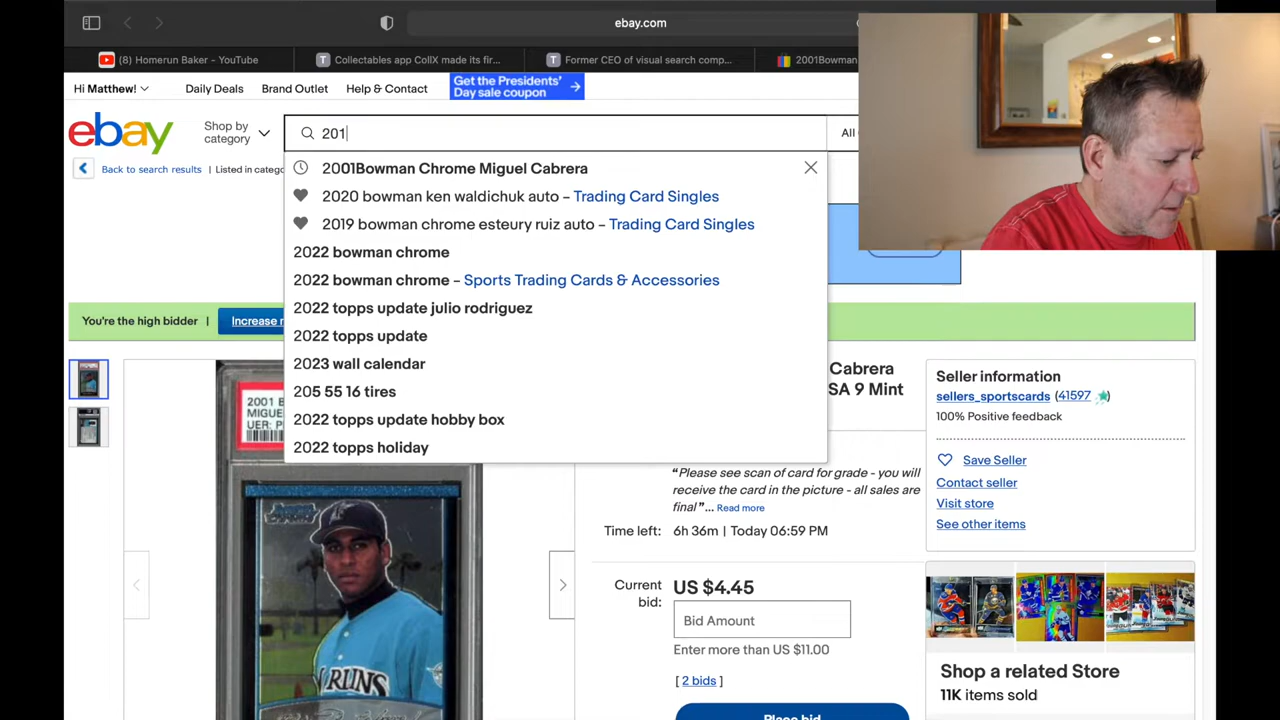 ebay.com
(8) Homerun Baker - YouTube
Collectables app CollX made its fir...
Former CEO of visual search comp...
2001Bowman
Hi Matthew!
Daily Deals
Brand Outlet
Help & Contact
Get the Presidents'
Day sale coupon
ebay
Shop by
category
201
All
Back to search results
Listed in catego
2001Bowman Chrome Miguel Cabrera
2020 bowman ken waldichuk auto – Trading Card Singles
2019 bowman chrome esteury ruiz auto – Trading Card Singles
2022 bowman chrome
2022 bowman chrome – Sports Trading Cards & Accessories
2022 topps update julio rodriguez
2022 topps update
2023 wall calendar
205 55 16 tires
2022 topps update hobby box
2022 topps holiday
You're the high bidder
Increase
Cabrera
SA 9 Mint
Seller information
sellers_sportscards (41597)
100% Positive feedback
Save Seller
Contact seller
Visit store
See other items
2001 B
MIGUE
UER: P
"Please see scan of card for grade - you will
receive the card in the picture - all sales are
final"... Read more
Time left:
6h 36m | Today 06:59 PM
Current
bid:
US $4.45
Bid Amount
Enter more than US $11.00
[ 2 bids ]
Place bid
Shop a related Store
11K items sold